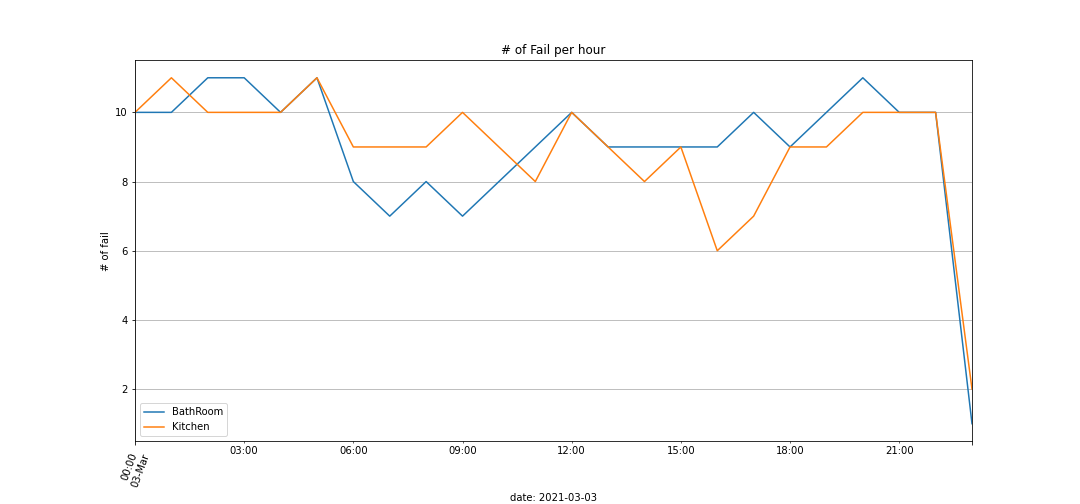 # of Fail per hour
10
8
6
4
2
# of fail
BathRoom
Kitchen
00:00
03-Mar
03:00
06:00
09:00
12:00
15:00
18:00
21:00
date: 2021-03-03